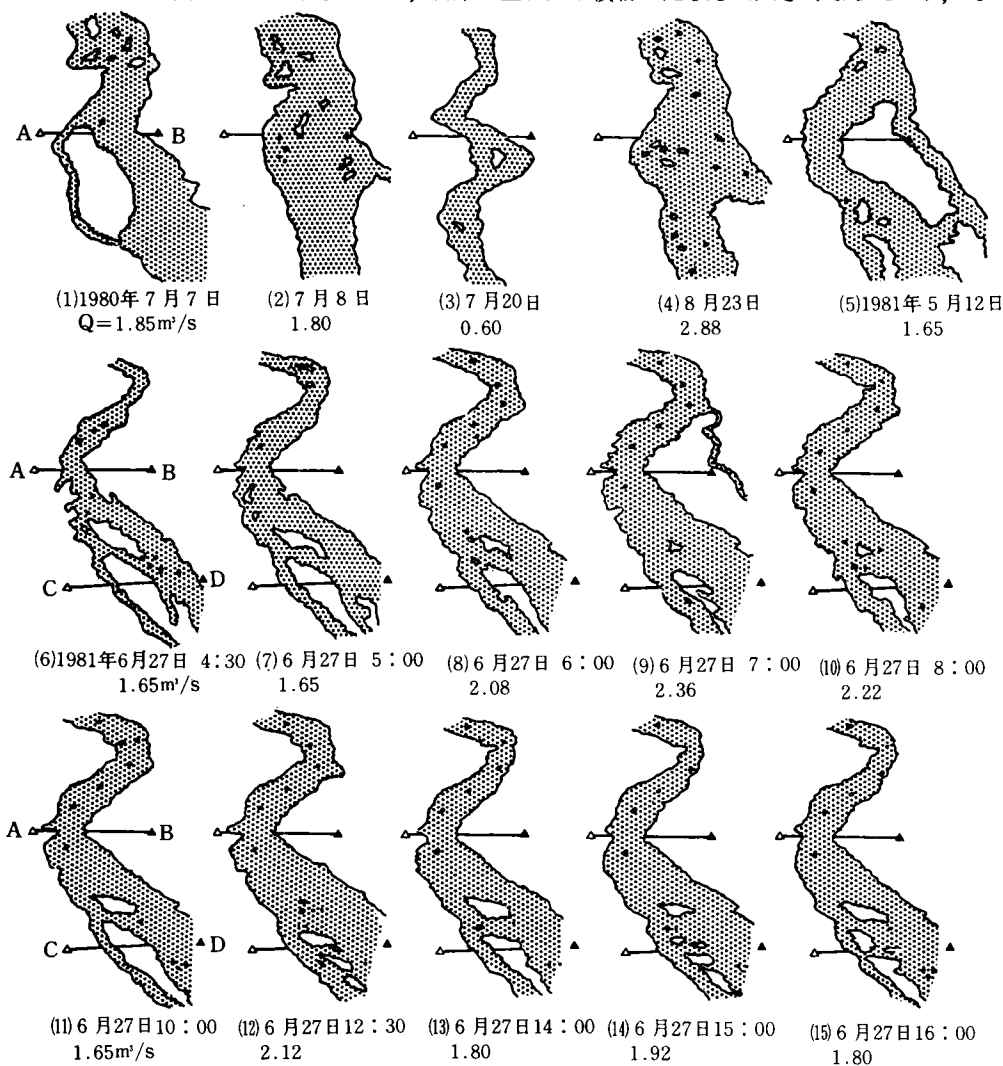 A B
(1)1980年7月7日 (2)7月8日 (3)7月20日 (4)8月23日 (5)1981年5月12日
Q=1.85m³/s 1.80 0.60 2.88 1.65
A B
C D
(6)1981年6月27日 4:30 (7)6月27日 5:00 (8)6月27日 6:00 (9)6月27日 7:00 (10)6月27日 8:00
1.65m³/s 1.65 2.08 2.36 2.22
A B
C D
(11)6月27日10:00 (12)6月27日12:30 (13)6月27日14:00 (14)6月27日15:00 (15)6月27日16:00
1.65m³/s 2.12 1.80 1.92 1.80